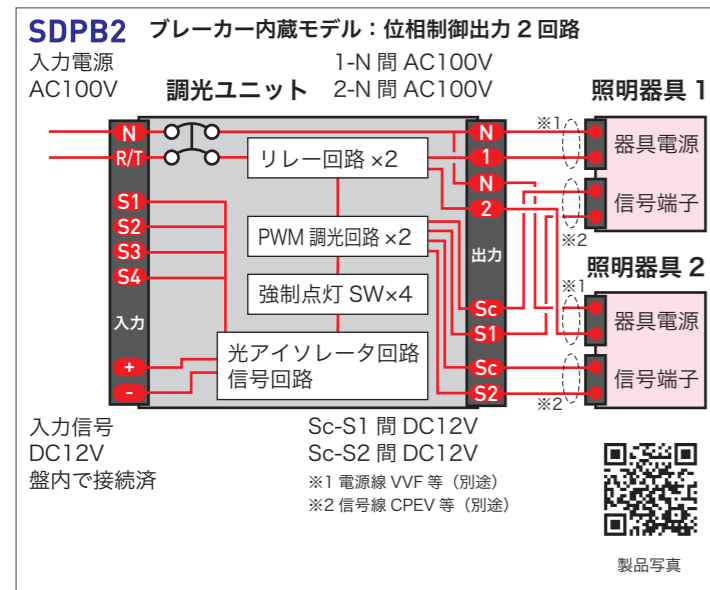 SDPB2 ブレーカー内蔵モデル：位相制御出力 2 回路
入力電源
AC100V
1-N 間 AC100V
調光ユニット 2-N 間 AC100V
照明器具 1
N
R/T
S1
S2
S3
S4
入力
+
-
リレー回路 ×2
PWM 調光回路 ×2
強制点灯 SW×4
光アイソレータ回路
信号回路
N
1
N
2
出力
Sc
S1
Sc
S2
※1
器具電源
信号端子
※2
照明器具 2
※1
器具電源
信号端子
※2
入力信号
DC12V
盤内で接続済
Sc-S1 間 DC12V
Sc-S2 間 DC12V
※1 電源線 VVF 等（別途）
※2 信号線 CPEV 等（別途）
製品写真